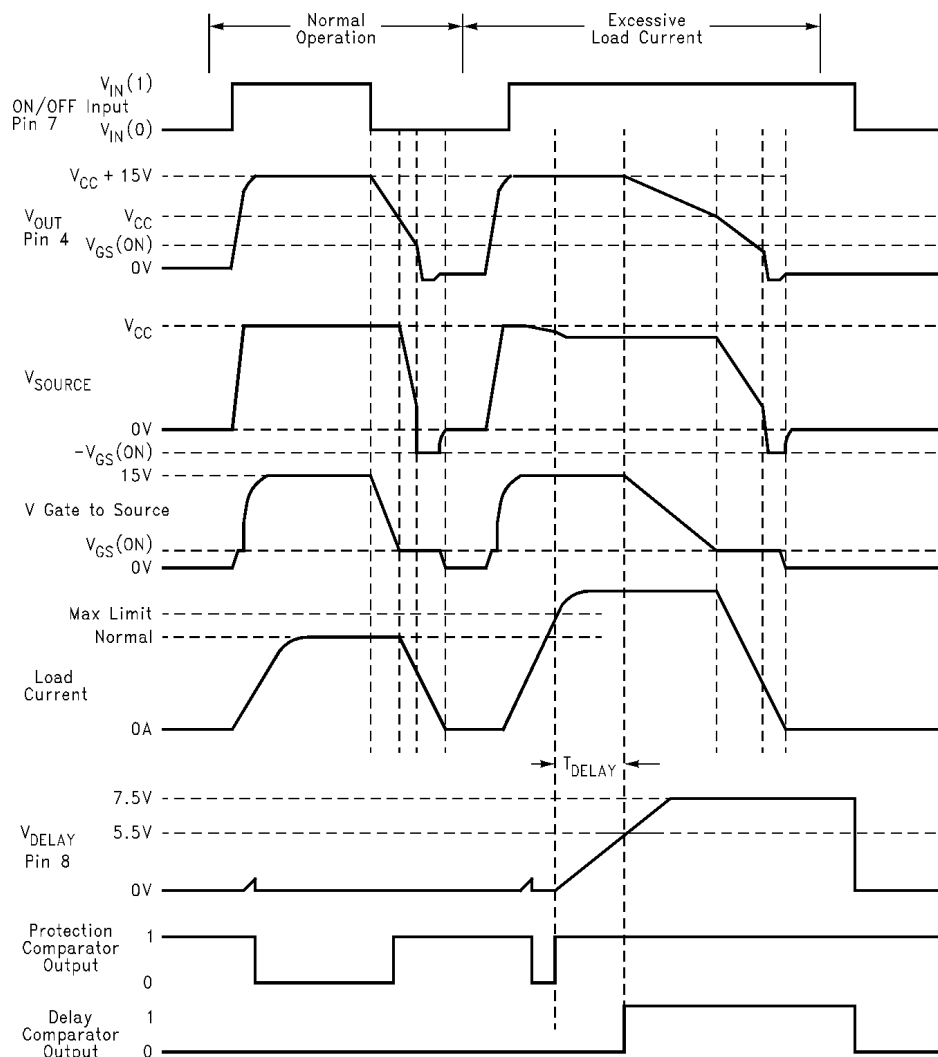 Normal
Operation
Excessive
Load Current
V_IN(1)
ON/OFF Input
Pin 7
V_IN(0)
V_CC + 15V
V_OUT
Pin 4
V_CC
V_GS(ON)
0V
V_CC
V_SOURCE
0V
-V_GS(ON)
15V
V Gate to Source
V_GS(ON)
0V
Max Limit
Normal
Load
Current
0A
T_DELAY
7.5V
V_DELAY
Pin 8
5.5V
0V
Protection
Comparator
Output
1
0
Delay
Comparator
Output
1
0